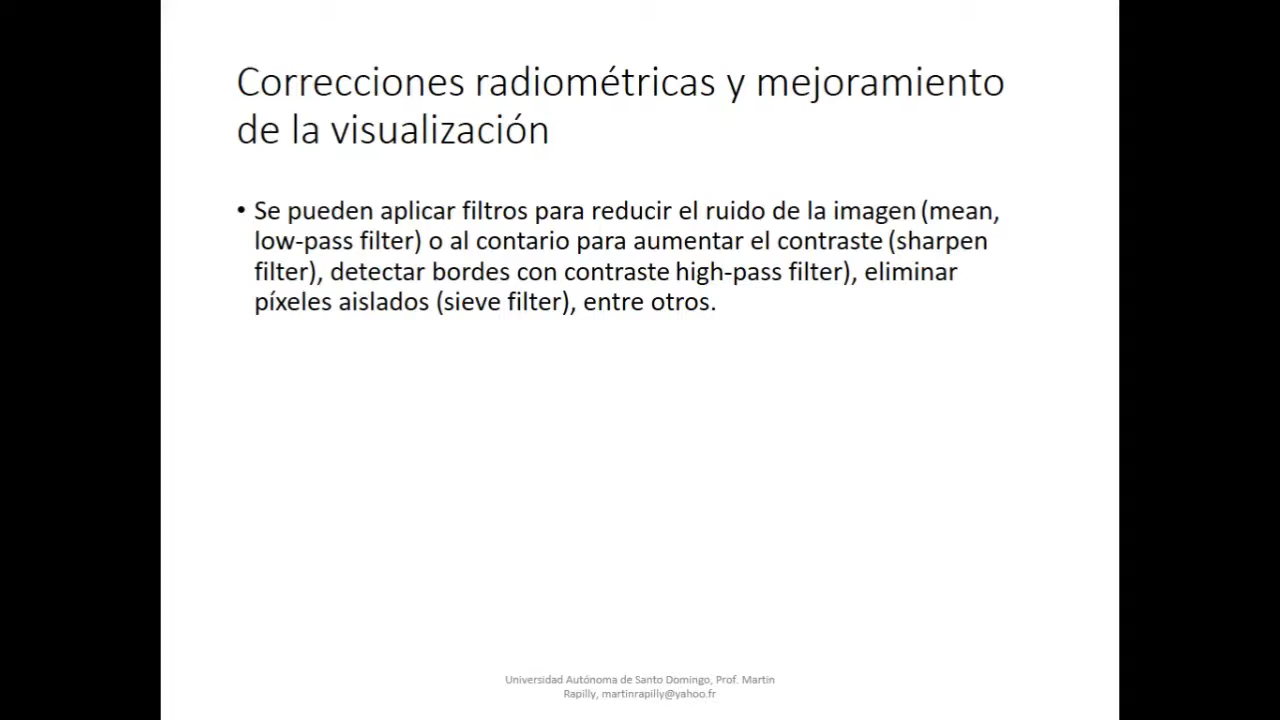 Correcciones radiométricas y mejoramiento
de la visualización
• Se pueden aplicar filtros para reducir el ruido de la imagen (mean,
low-pass filter) o al contario para aumentar el contraste (sharpen
filter), detectar bordes con contraste high-pass filter), eliminar
píxeles aislados (sieve filter), entre otros.
Universidad Autónoma de Santo Domingo, Prof. Martin
Rapilly, martinrapilly@yahoo.fr